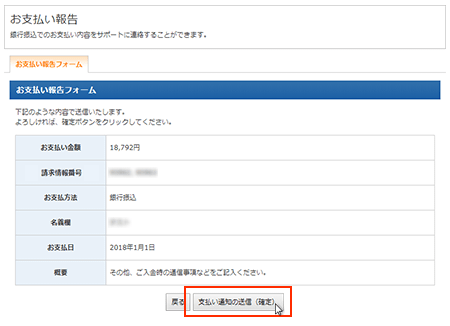 お支払い報告
銀行振込でのお支払い内容をサポートに連絡することができます。
お支払い報告フォーム
お支払い報告フォーム
下記のような内容で送信いたします。
よろしければ、確定ボタンをクリックしてください。
お支払い金額 18,792円
請求情報番号
お支払方法 銀行振込
名義欄
お支払日 2018年1月1日
概要 その他、ご入金時の通信事項などをご記入ください。
戻る 支払い通知の送信（確定）